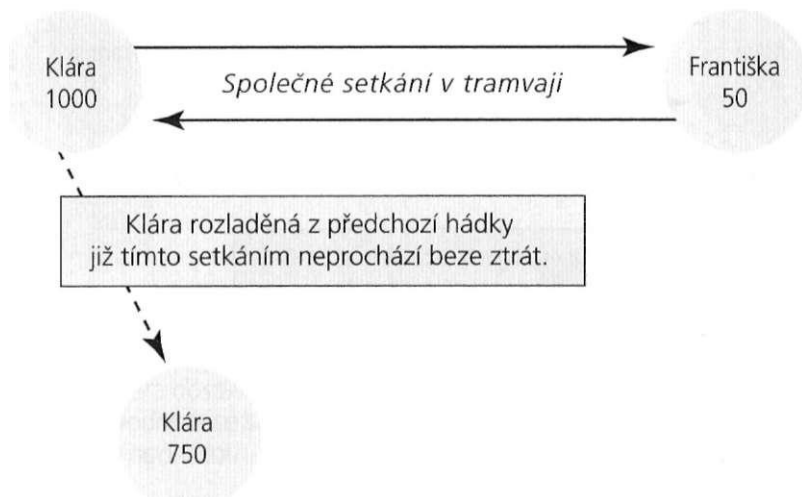 Klára
1000
Společné setkání v tramvaji
Františka
50
Klára rozladěná z předchozí hádky
již tímto setkáním neprochází beze ztrát.
Klára
750